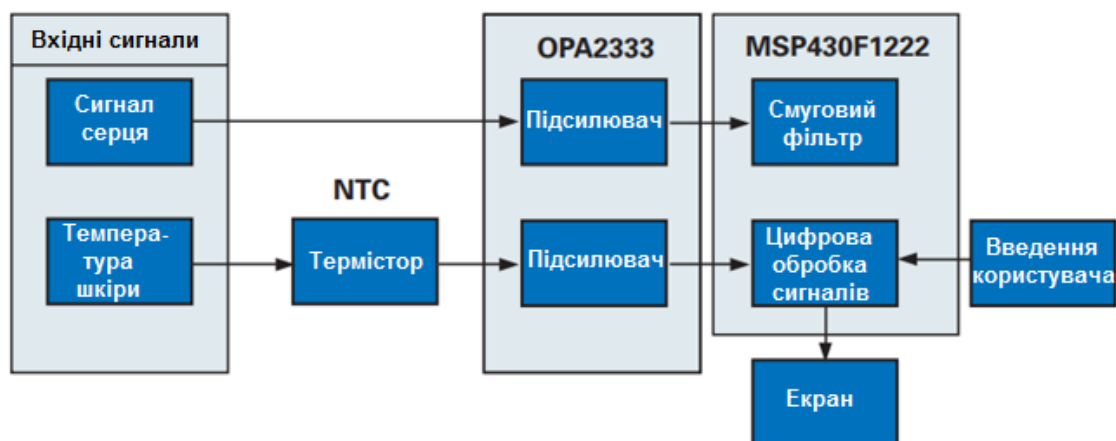 Вхідні сигнали
OPA2333
MSP430F1222
Сигнал
серця
Підсилювач
Смуговий
фільтр
NTC
Темпера-
тура
шкіри
Термістор
Підсилювач
Цифрова
обробка
сигналів
Введення
користувача
Екран